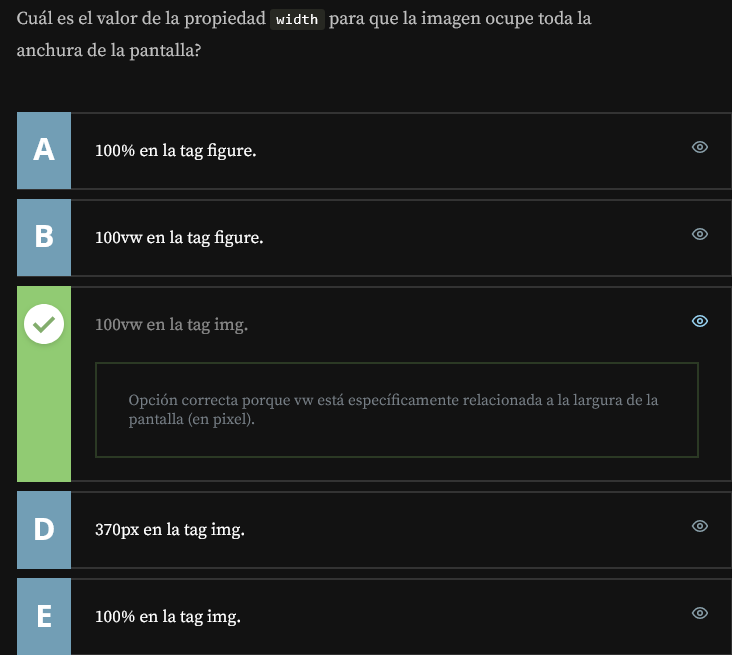 Cuál es el valor de la propiedad width para que la imagen ocupe toda la
anchura de la pantalla?
A
100% en la tag figure.
B
100vw en la tag figure.
100vw en la tag img.
Opción correcta porque vw está específicamente relacionada a la largura de la
pantalla (en pixel).
D
370px en la tag img.
E
100% en la tag img.